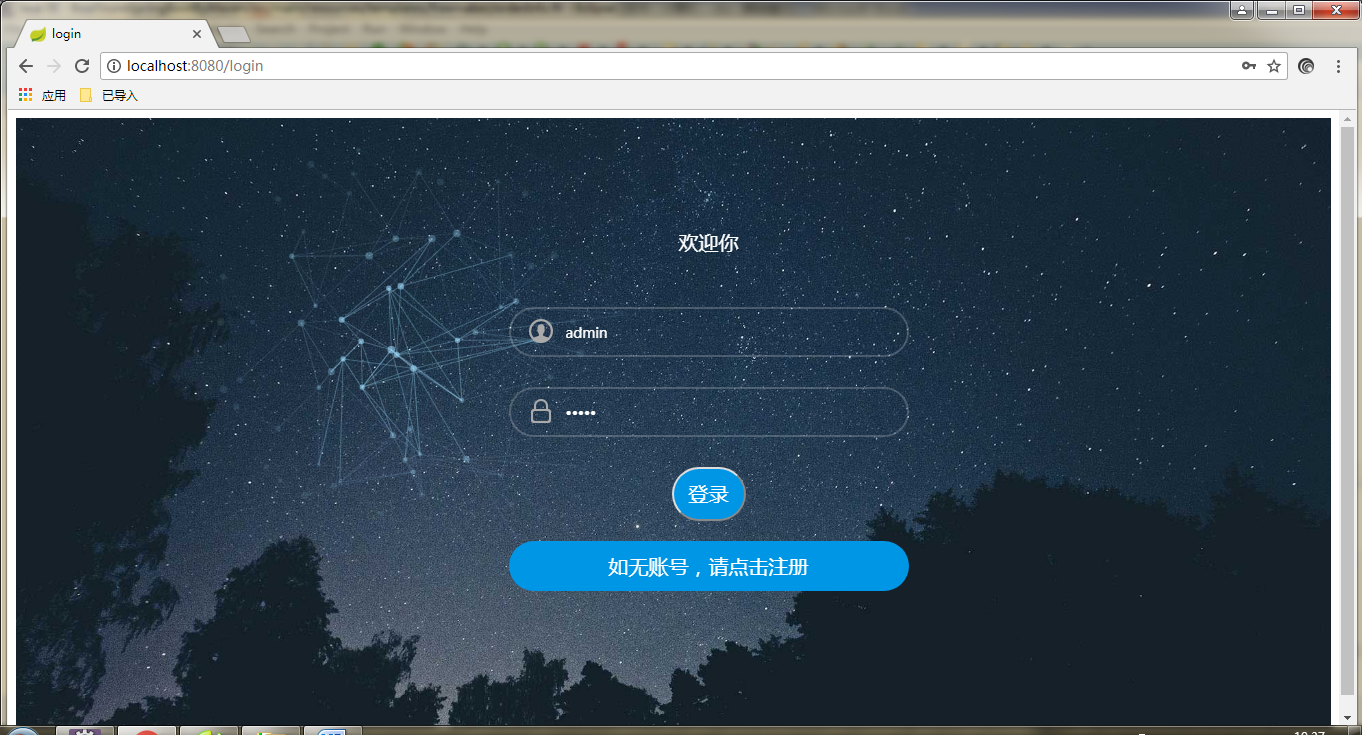 login
localhost:8080/login
应用 已导入
欢迎你
admin
•••••
登录
如无账号，请点击注册